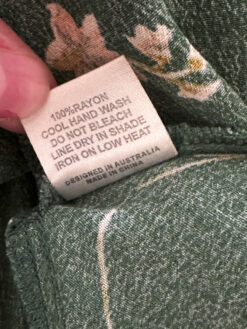 100%RAYON
COOL HAND WASH
DO NOT BLEACH
LINE DRY IN SHADE
IRON ON LOW HEAT
DESIGNED IN AUSTRALIA
MADE IN CHINA